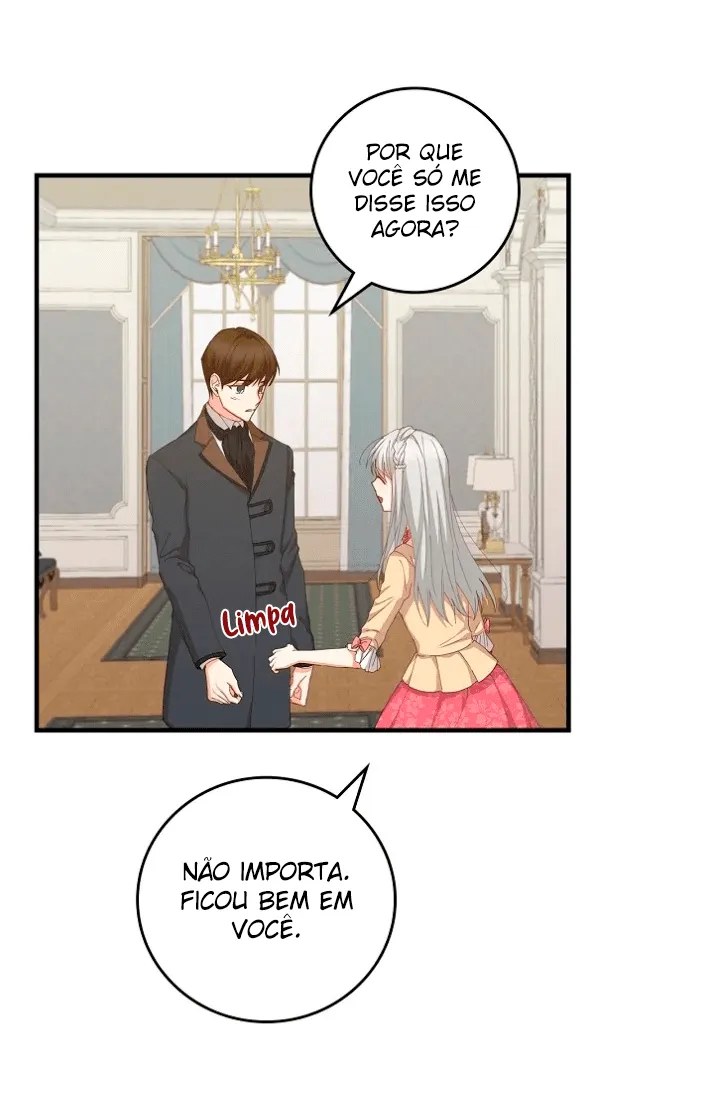 POR QUE
VOCÊ SÓ ME
DISSE ISSO
AGORA?
Limpa
NÃO IMPORTA.
FICOU BEM EM
VOCÊ.